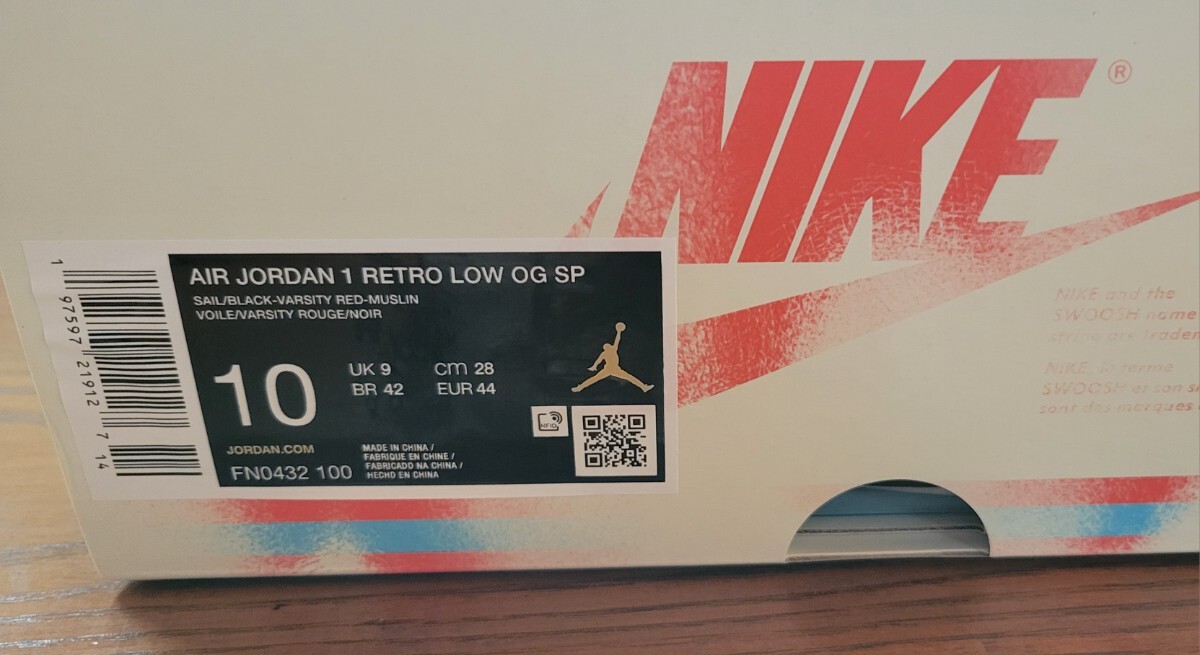 NIKE ®
AIR JORDAN 1 RETRO LOW OG SP
SAIL/BLACK-VARSITY RED-MUSLIN
VOILE/VARSITY ROUGE/NOIR
10
UK 9 cm 28
BR 42 EUR 44
RFID
JORDAN.COM
FN0432 100
MADE IN CHINA /
FABRIQUE EN CHINE /
FABRICADO NA CHINA /
HECHO EN CHINA
1 97597 21912 7 14
NIKE and the
SWOOSH name
stripe are
NIKE, le terme
SWOOSH et son
sont des marques